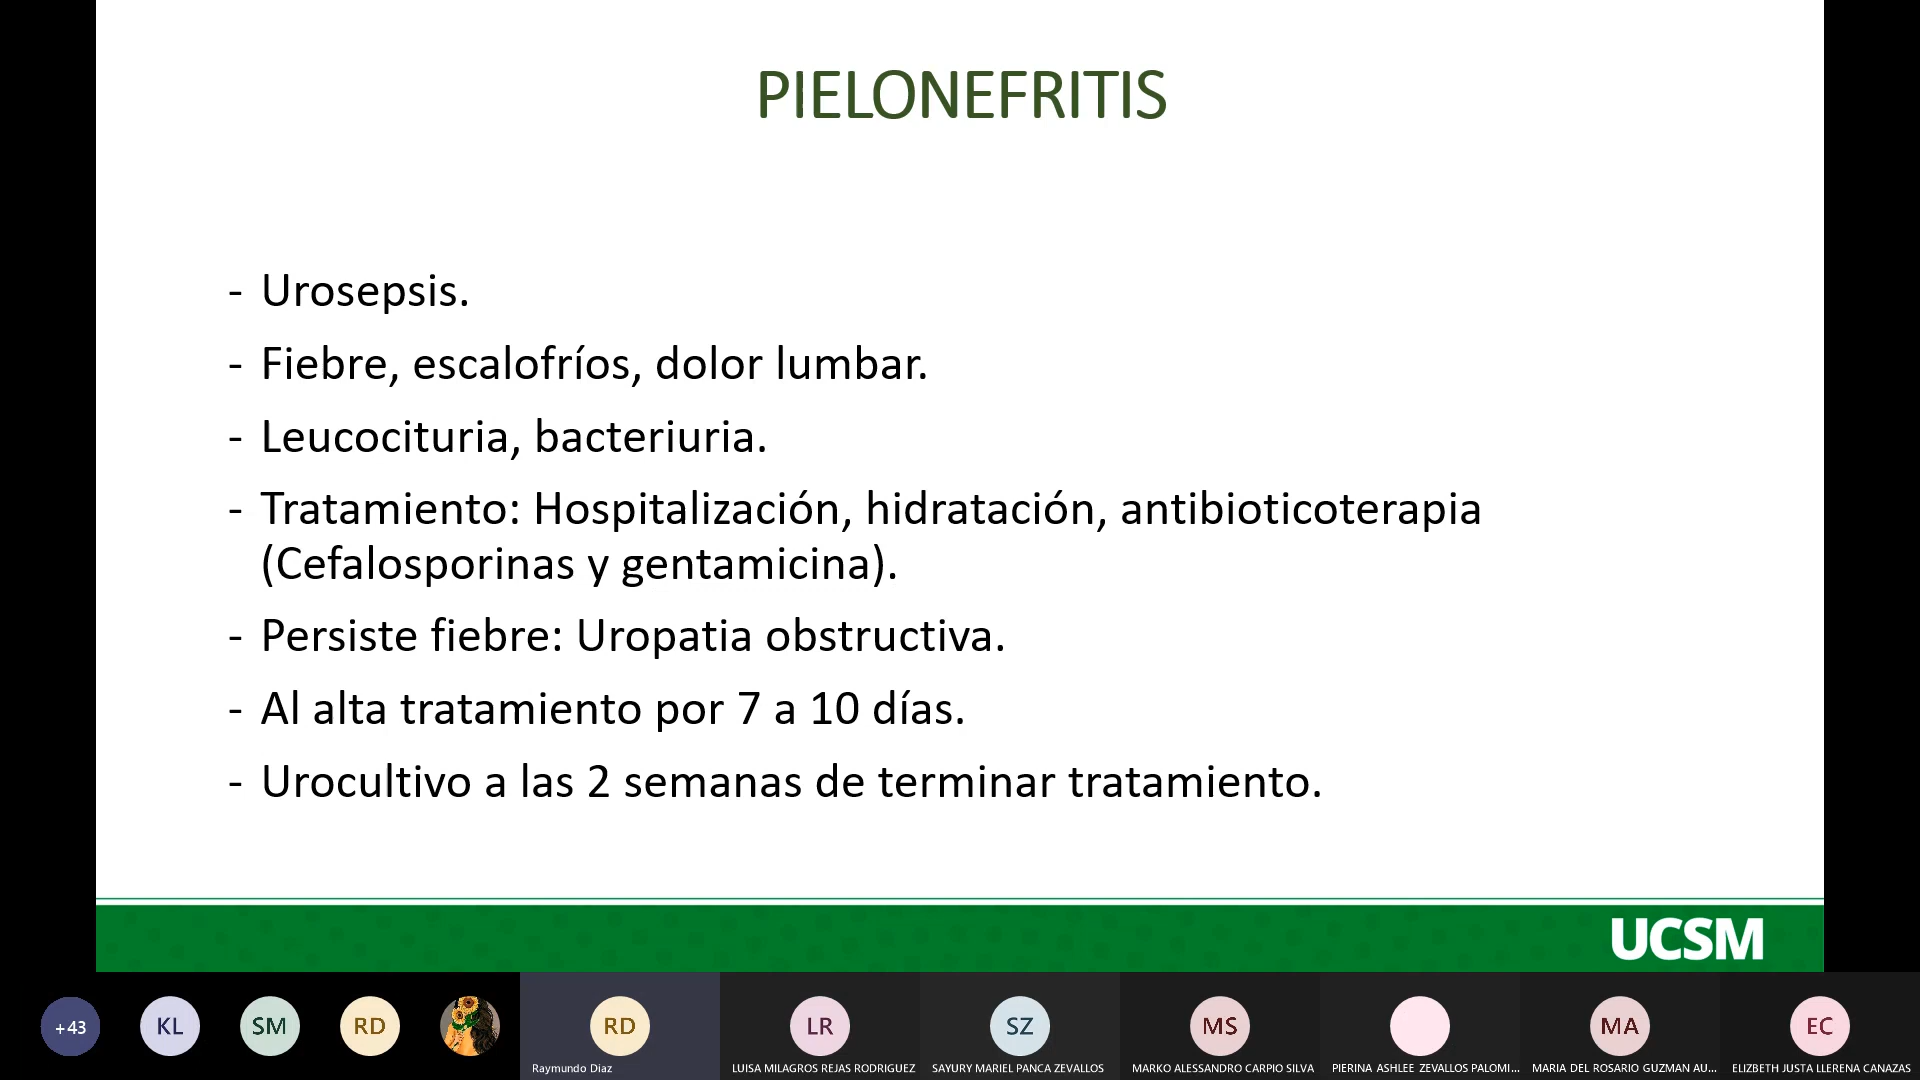 PIELONEFRITIS
- Urosepsis.
- Fiebre, escalofríos, dolor lumbar.
- Leucocituria, bacteriuria.
- Tratamiento: Hospitalización, hidratación, antibioticoterapia
(Cefalosporinas y gentamicina).
- Persiste fiebre: Uropatia obstructiva.
- Al alta tratamiento por 7 a 10 días.
- Urocultivo a las 2 semanas de terminar tratamiento.
UCSM
+43 KL SM RD RD LR SZ MS MA EC
Raymundo Diaz LUISA MILAGROS REJAS RODRIGUEZ SAYURY MARIEL PANCA ZEVALLOS MARKO ALESSANDRO CARPIO SILVA PIERINA ASHLEE ZEVALLOS PALOMI... MARIA DEL ROSARIO GUZMAN AU... ELIZBETH JUSTA LLERENA CANAZAS